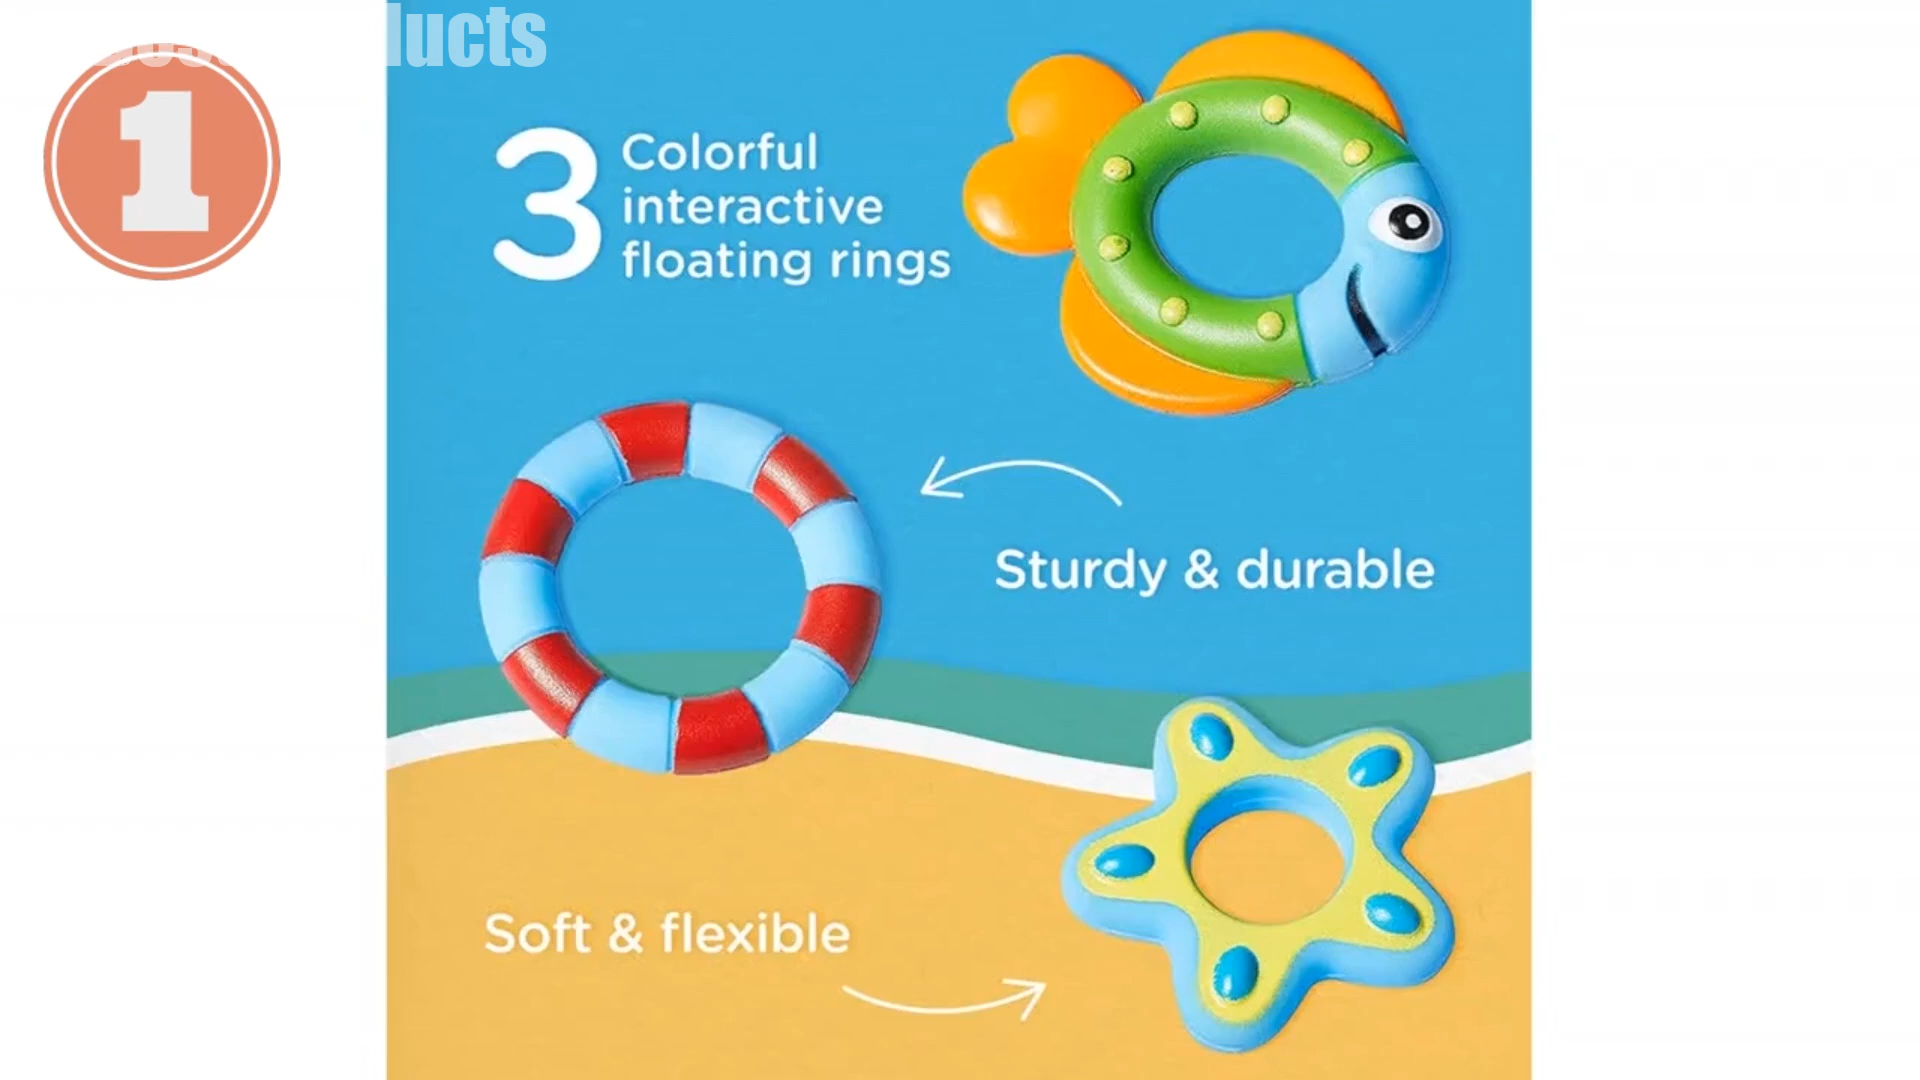 1
3
Colorful
interactive
floating rings
Sturdy & durable
Soft & flexible